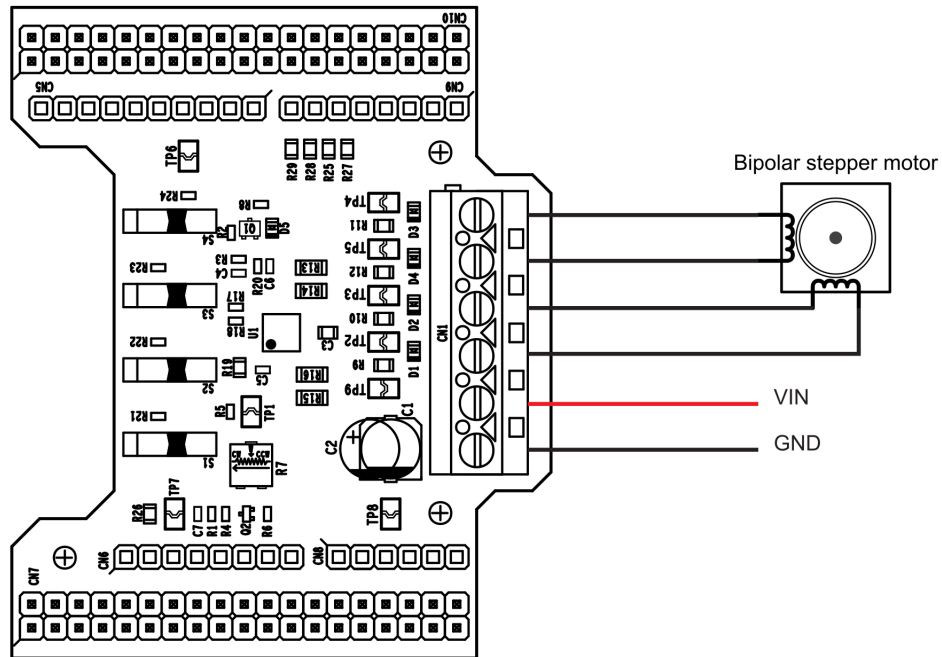 CN10
CN5
CN9
TP6
R29
R28
R25
R27
Bipolar stepper motor
R24
R8
TP4
S4
R2
Q1
D5
R11
D3
TP5
R3
C4
R20
C6
R13
R12
D4
R23
R14
TP3
R17
S3
R18
U1
C3
R10
D2
CN1
TP2
R22
R19
C5
R9
D1
S2
R16
TP9
VIN
R5
TP1
R15
C1
R21
C2
+
GND
S1
CW
CCW
R7
TP7
R26
C7
R1
R4
Q2
R6
TP8
CN6
CN8
CN7